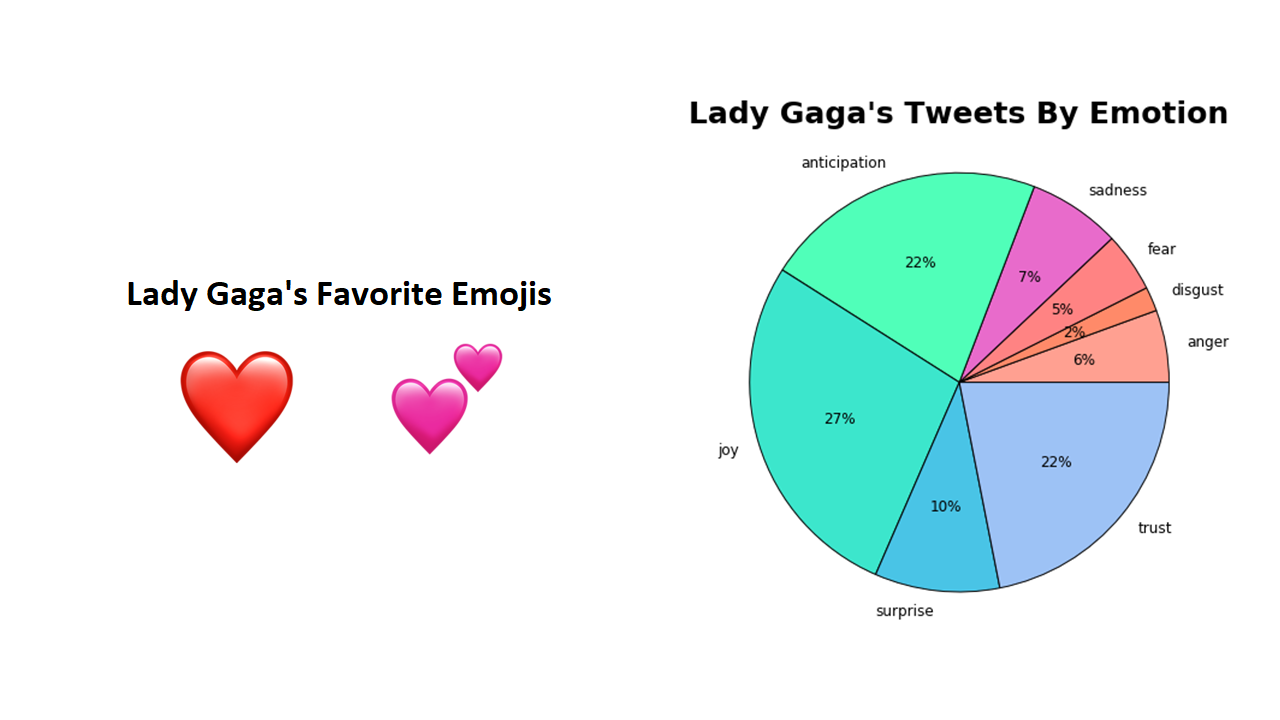 Lady Gaga's Favorite Emojis
Lady Gaga's Tweets By Emotion
anticipation
sadness
fear
disgust
anger
joy
surprise
trust
22%
7%
5%
2%
6%
27%
10%
22%